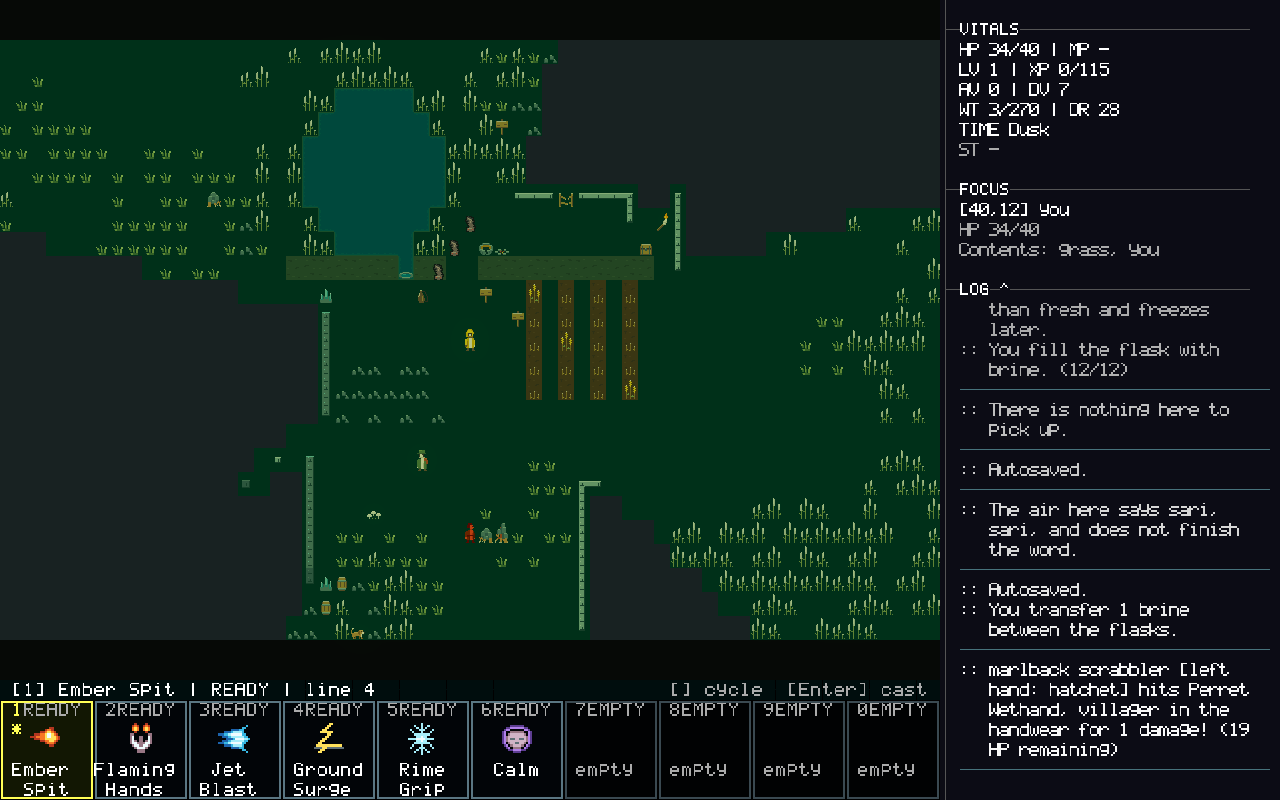 VITALS
HP 34/40 | MP -
LV 1 | XP 0/115
AV 0 | DV 7
WT 3/270 | DR 28
TIME Dusk
ST -
FOCUS
[40,12] You
HP 34/40
Contents: grass, You
LOG ^
than fresh and freezes
later.
:: You fill the flask with
brine. (12/12)
:: There is nothing here to
Pick uP.
:: Autosaved.
:: The air here says sari,
sari, and does not finish
the word.
:: Autosaved.
:: You transfer 1 brine
between the flasks.
:: marlback scrabbler [left
hand: hatchet] hits Perret
Wethand, villager in the
handwear for 1 damage! (19
HP remaining)
[1] Ember SPit | READY | line 4
[] cycle [Enter] cast
1READY 2READY 3READY 4READY 5READY 6READY 7EMPTY 8EMPTY 9EMPTY 0EMPTY
*
Ember Flaming Jet Ground Rime Calm emPty emPty emPty emPty
SPit Hands Blast Surge GriP